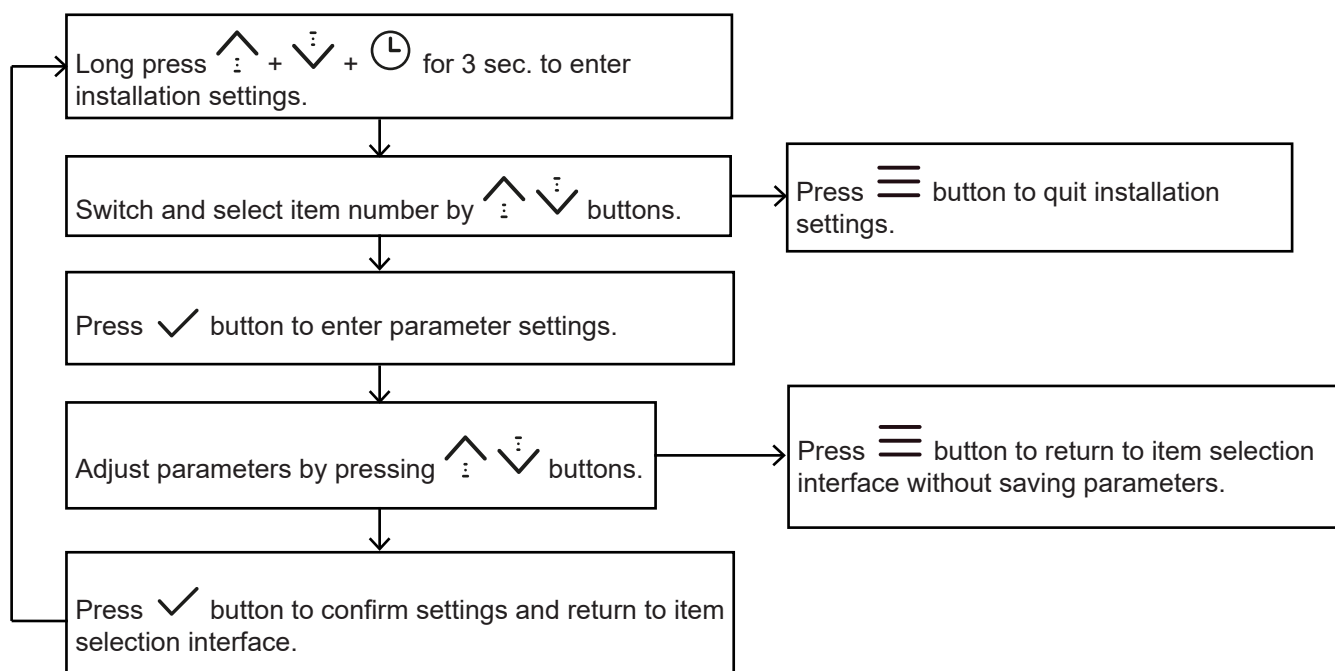 Long press + + for 3 sec. to enter
installation settings.
Switch and select item number by buttons.
Press button to quit installation
settings.
Press button to enter parameter settings.
Adjust parameters by pressing buttons.
Press button to return to item selection
interface without saving parameters.
Press button to confirm settings and return to item
selection interface.